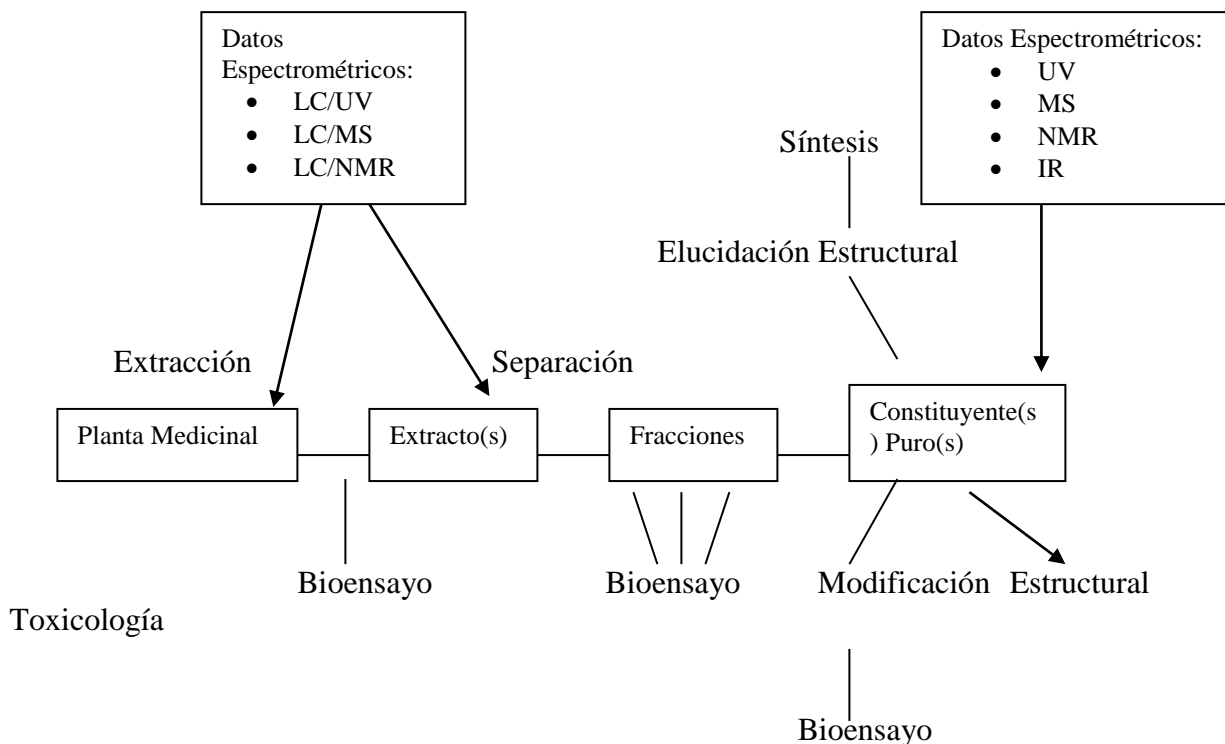 Datos
Espectrométricos:
• LC/UV
• LC/MS
• LC/NMR
Datos Espectrométricos:
• UV
• MS
• NMR
• IR
Síntesis
Elucidación Estructural
Extracción
Separación
Planta Medicinal
Extracto(s)
Fracciones
Constituyente(s
) Puro(s)
Bioensayo
Bioensayo
Modificación Estructural
Toxicología
Bioensayo